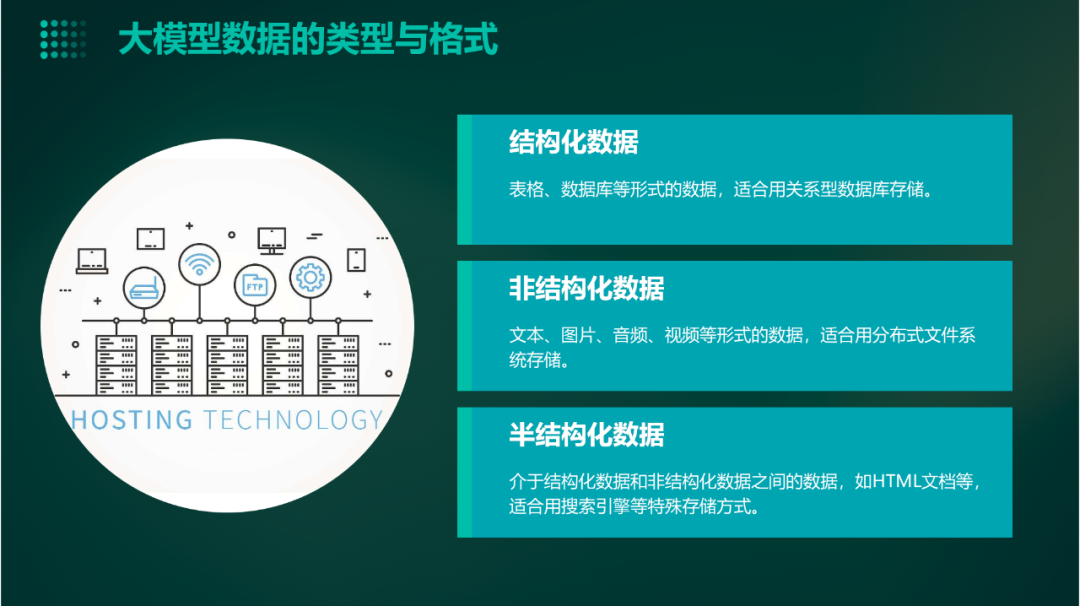 大模型数据的类型与格式
结构化数据
表格、数据库等形式的数据，适合用关系型数据库存储。
非结构化数据
文本、图片、音频、视频等形式的数据，适合用分布式文件系
统存储。
半结构化数据
介于结构化数据和非结构化数据之间的数据，如HTML文档等，
适合用搜索引擎等特殊存储方式。
FTP
HOSTING TECHNOLOGY